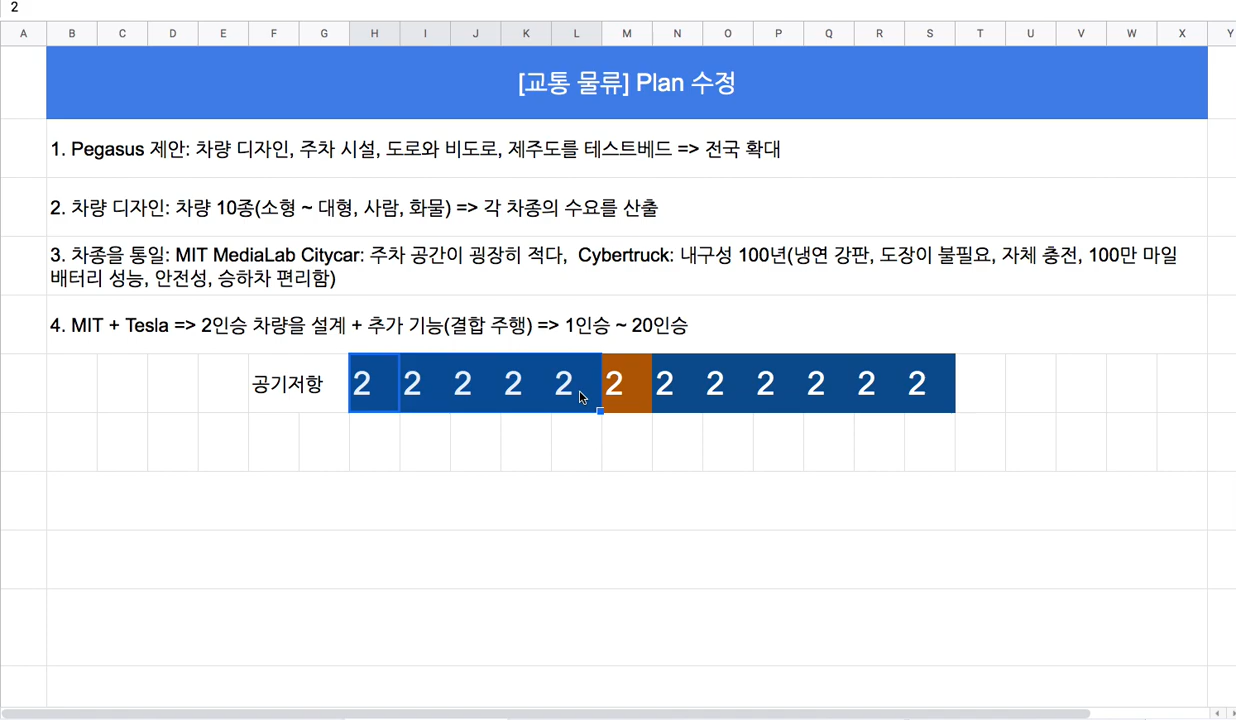 2
A B C D E F G H I J K L M N O P Q R S T U V W X Y
[교통 물류] Plan 수정
1. Pegasus 제안: 차량 디자인, 주차 시설, 도로와 비도로, 제주도를 테스트베드 => 전국 확대
2. 차량 디자인: 차량 10종(소형 ~ 대형, 사람, 화물) => 각 차종의 수요를 산출
3. 차종을 통일: MIT MediaLab Citycar: 주차 공간이 굉장히 적다, Cybertruck: 내구성 100년(냉연 강판, 도장이 불필요, 자체 충전, 100만 마일
배터리 성능, 안전성, 승하차 편리함)
4. MIT + Tesla => 2인승 차량을 설계 + 추가 기능(결합 주행) => 1인승 ~ 20인승
공기저항 2 2 2 2 2 2 2 2 2 2 2 2